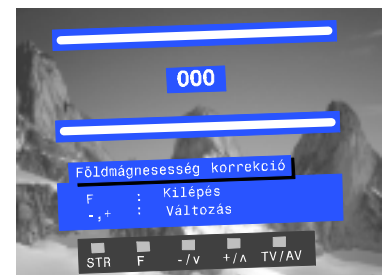 000
Földmágnesesség korrekció
F : Kilépés
-,+ : Változás
STR F -/v +/ʌ TV/AV